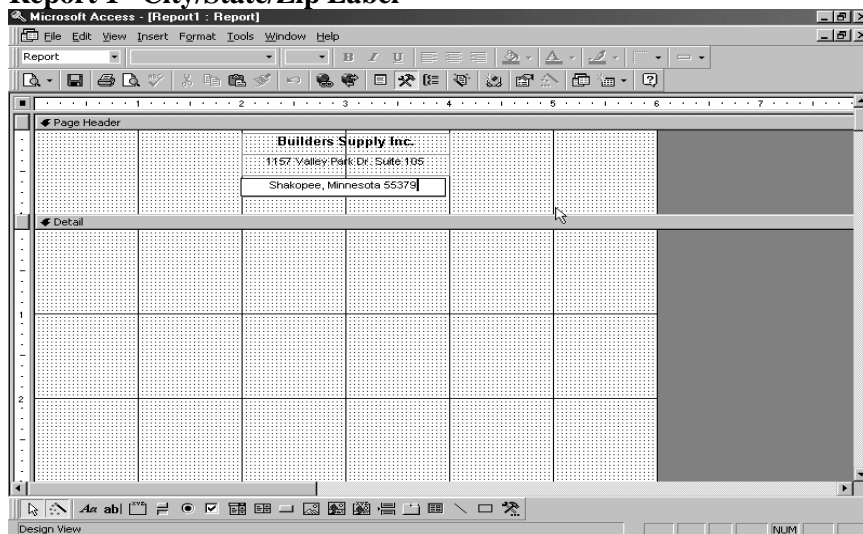 Report 1 - City/State/Zip Label
Microsoft Access - [Report1 : Report]
File Edit View Insert Format Tools Window Help
Report B I U
1 2 3 4 5 6 7
Page Header
Builders Supply Inc.
1157 Valley Park Dr. Suite 105
Shakopee, Minnesota 55379
Detail
1
2
Aa ab|
Design View NUM